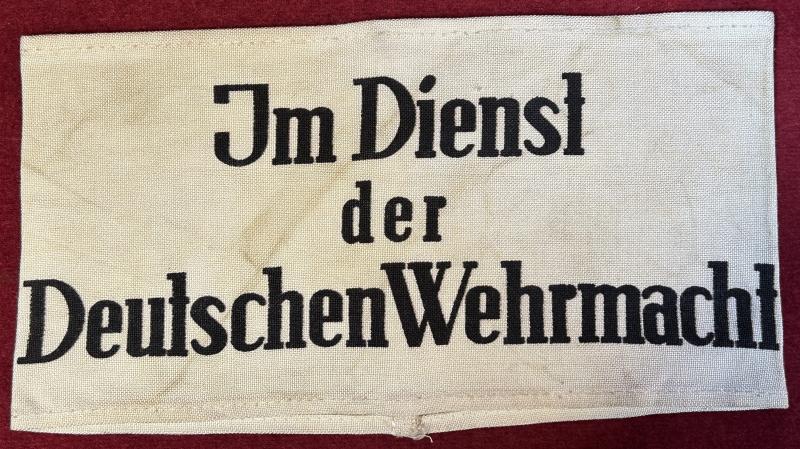 Im Dienst
der
Deutschen Wehrmacht